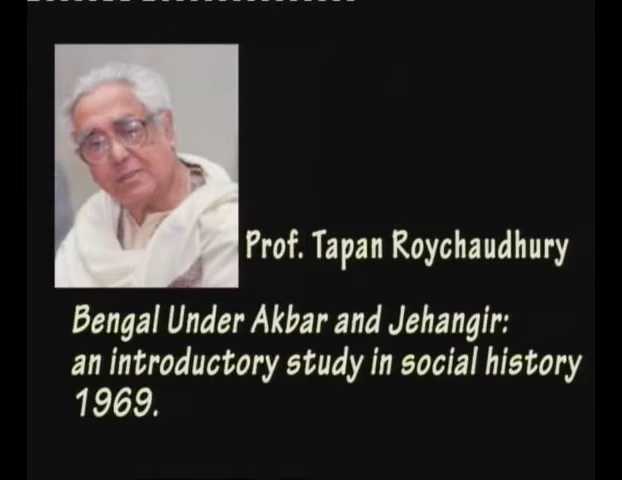 Prof. Tapan Roychaudhury
Bengal Under Akbar and Jehangir:
an introductory study in social history
1969.